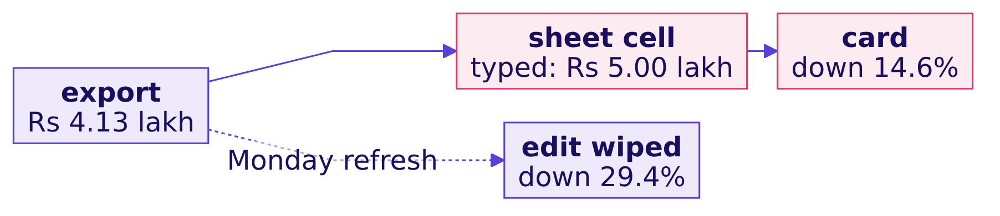 export
Rs 4.13 lakh
sheet cell
typed: Rs 5.00 lakh
card
down 14.6%
Monday refresh
edit wiped
down 29.4%